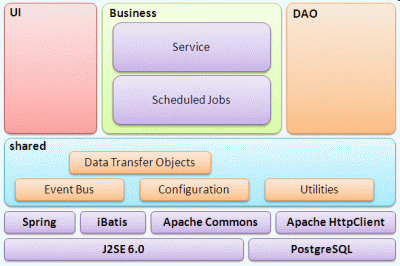 UI
Business
DAO
Service
Scheduled Jobs
shared
Data Transfer Objects
Event Bus
Configuration
Utilities
Spring
iBatis
Apache Commons
Apache HttpClient
J2SE 6.0
PostgreSQL